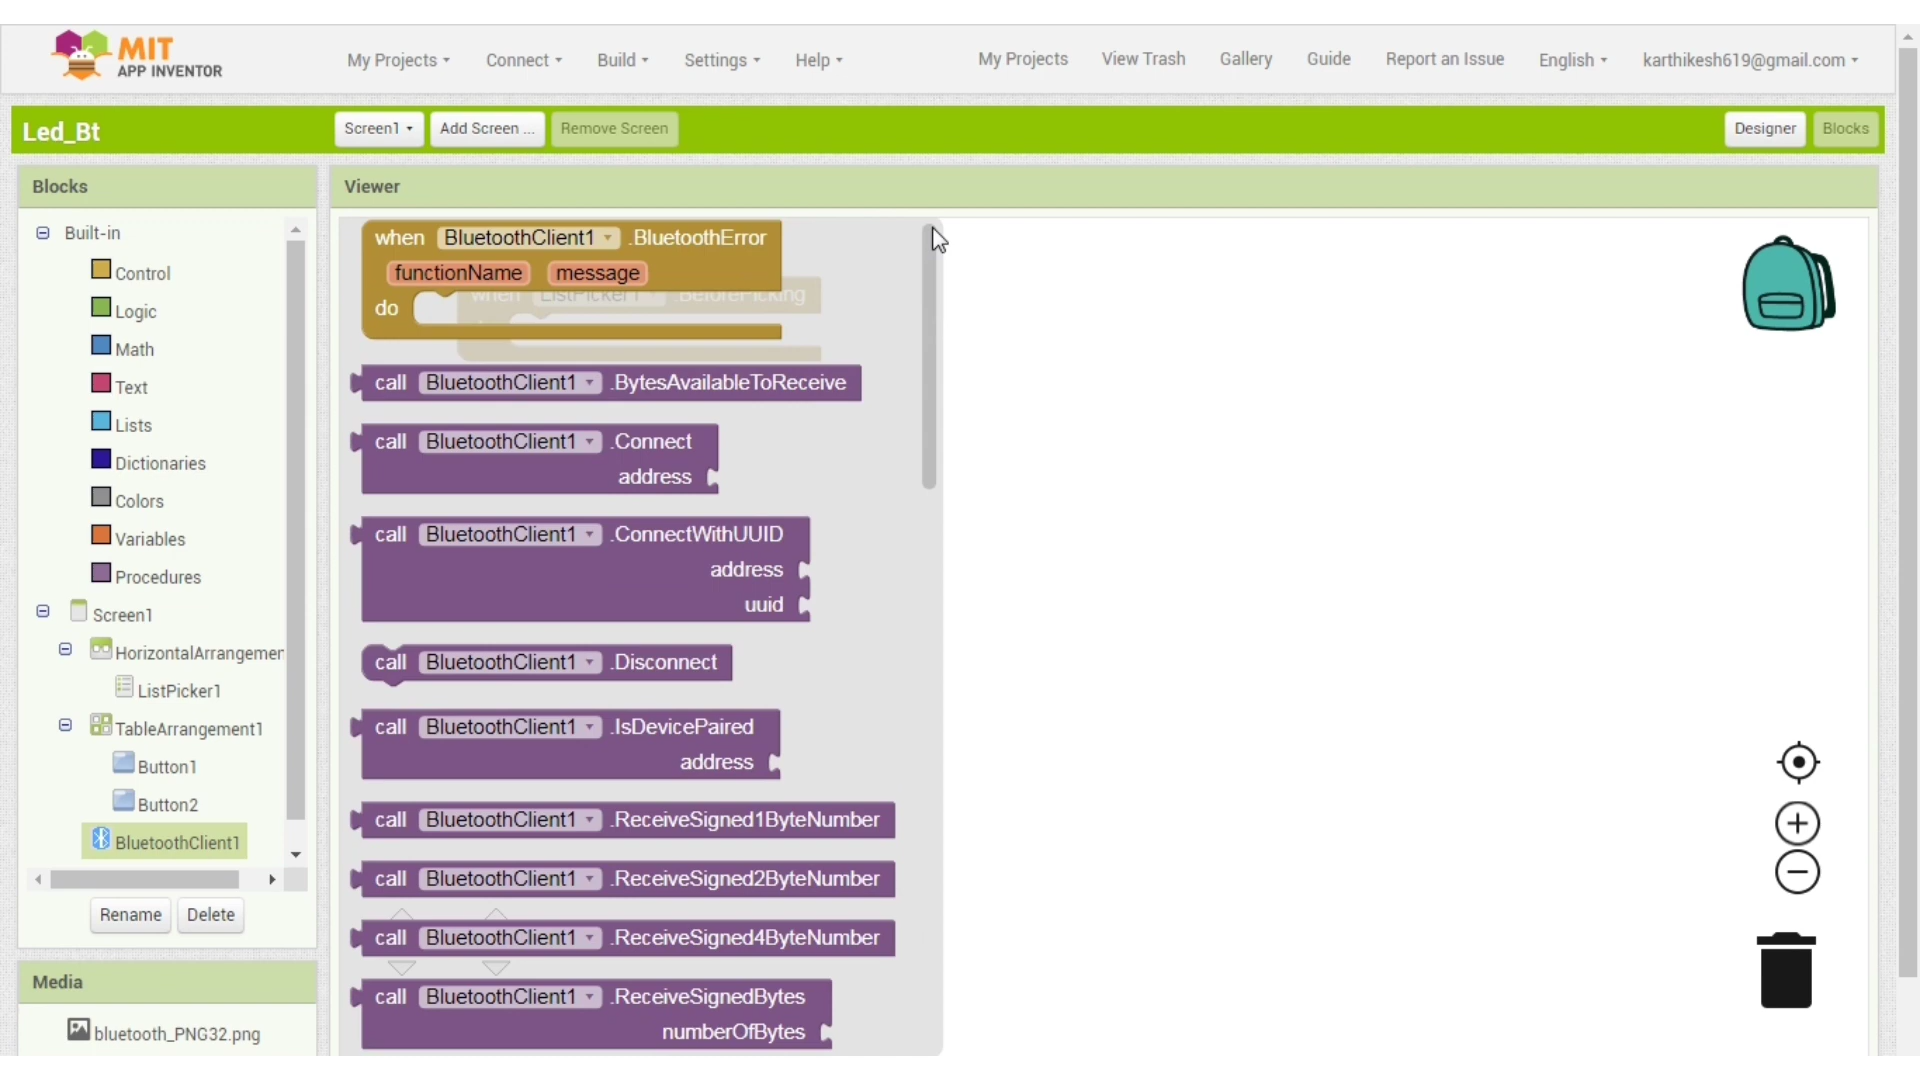 MIT
APP INVENTOR
My Projects Connect Build Settings Help My Projects View Trash Gallery Guide Report an Issue English karthikesh619@gmail.com
Led_Bt Screen1 Add Screen ... Remove Screen Designer Blocks
Blocks
Built-in
Control
Logic
Math
Text
Lists
Dictionaries
Colors
Variables
Procedures
Screen1
HorizontalArrangemen
ListPicker1
TableArrangement1
Button1
Button2
BluetoothClient1
Rename Delete
Media
bluetooth_PNG32.png
Viewer
when BluetoothClient1 .BluetoothError
functionName message
when ListPicker1 .BeforePicking
do
call BluetoothClient1 .BytesAvailableToReceive
call BluetoothClient1 .Connect
address
call BluetoothClient1 .ConnectWithUUID
address
uuid
call BluetoothClient1 .Disconnect
call BluetoothClient1 .IsDevicePaired
address
call BluetoothClient1 .ReceiveSigned1ByteNumber
call BluetoothClient1 .ReceiveSigned2ByteNumber
call BluetoothClient1 .ReceiveSigned4ByteNumber
call BluetoothClient1 .ReceiveSignedBytes
numberOfBytes